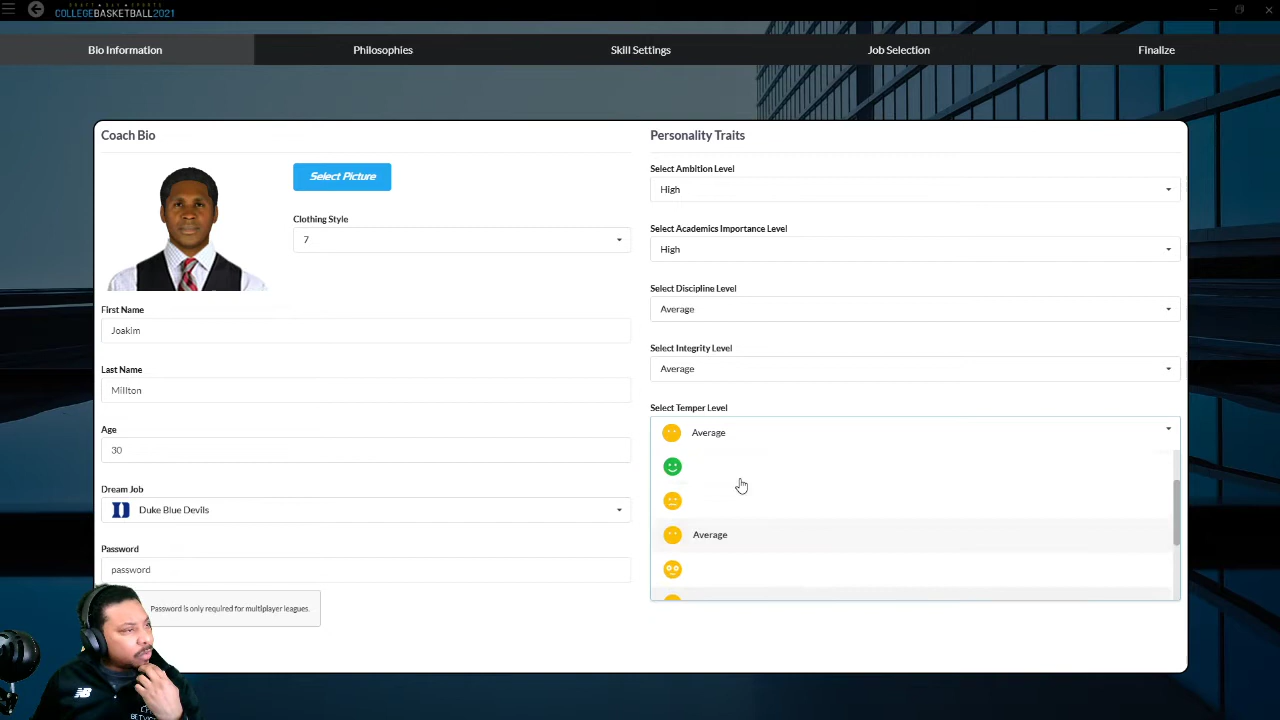 DRAFT DAY SPORTS
COLLEGE BASKETBALL 2021
Bio Information
Philosophies
Skill Settings
Job Selection
Finalize
Coach Bio
Select Picture
Clothing Style
7
First Name
Joakim
Last Name
Millton
Age
30
Dream Job
Duke Blue Devils
Password
password
Password is only required for multiplayer leagues.
Personality Traits
Select Ambition Level
High
Select Academics Importance Level
High
Select Discipline Level
Average
Select Integrity Level
Average
Select Temper Level
Average
Average